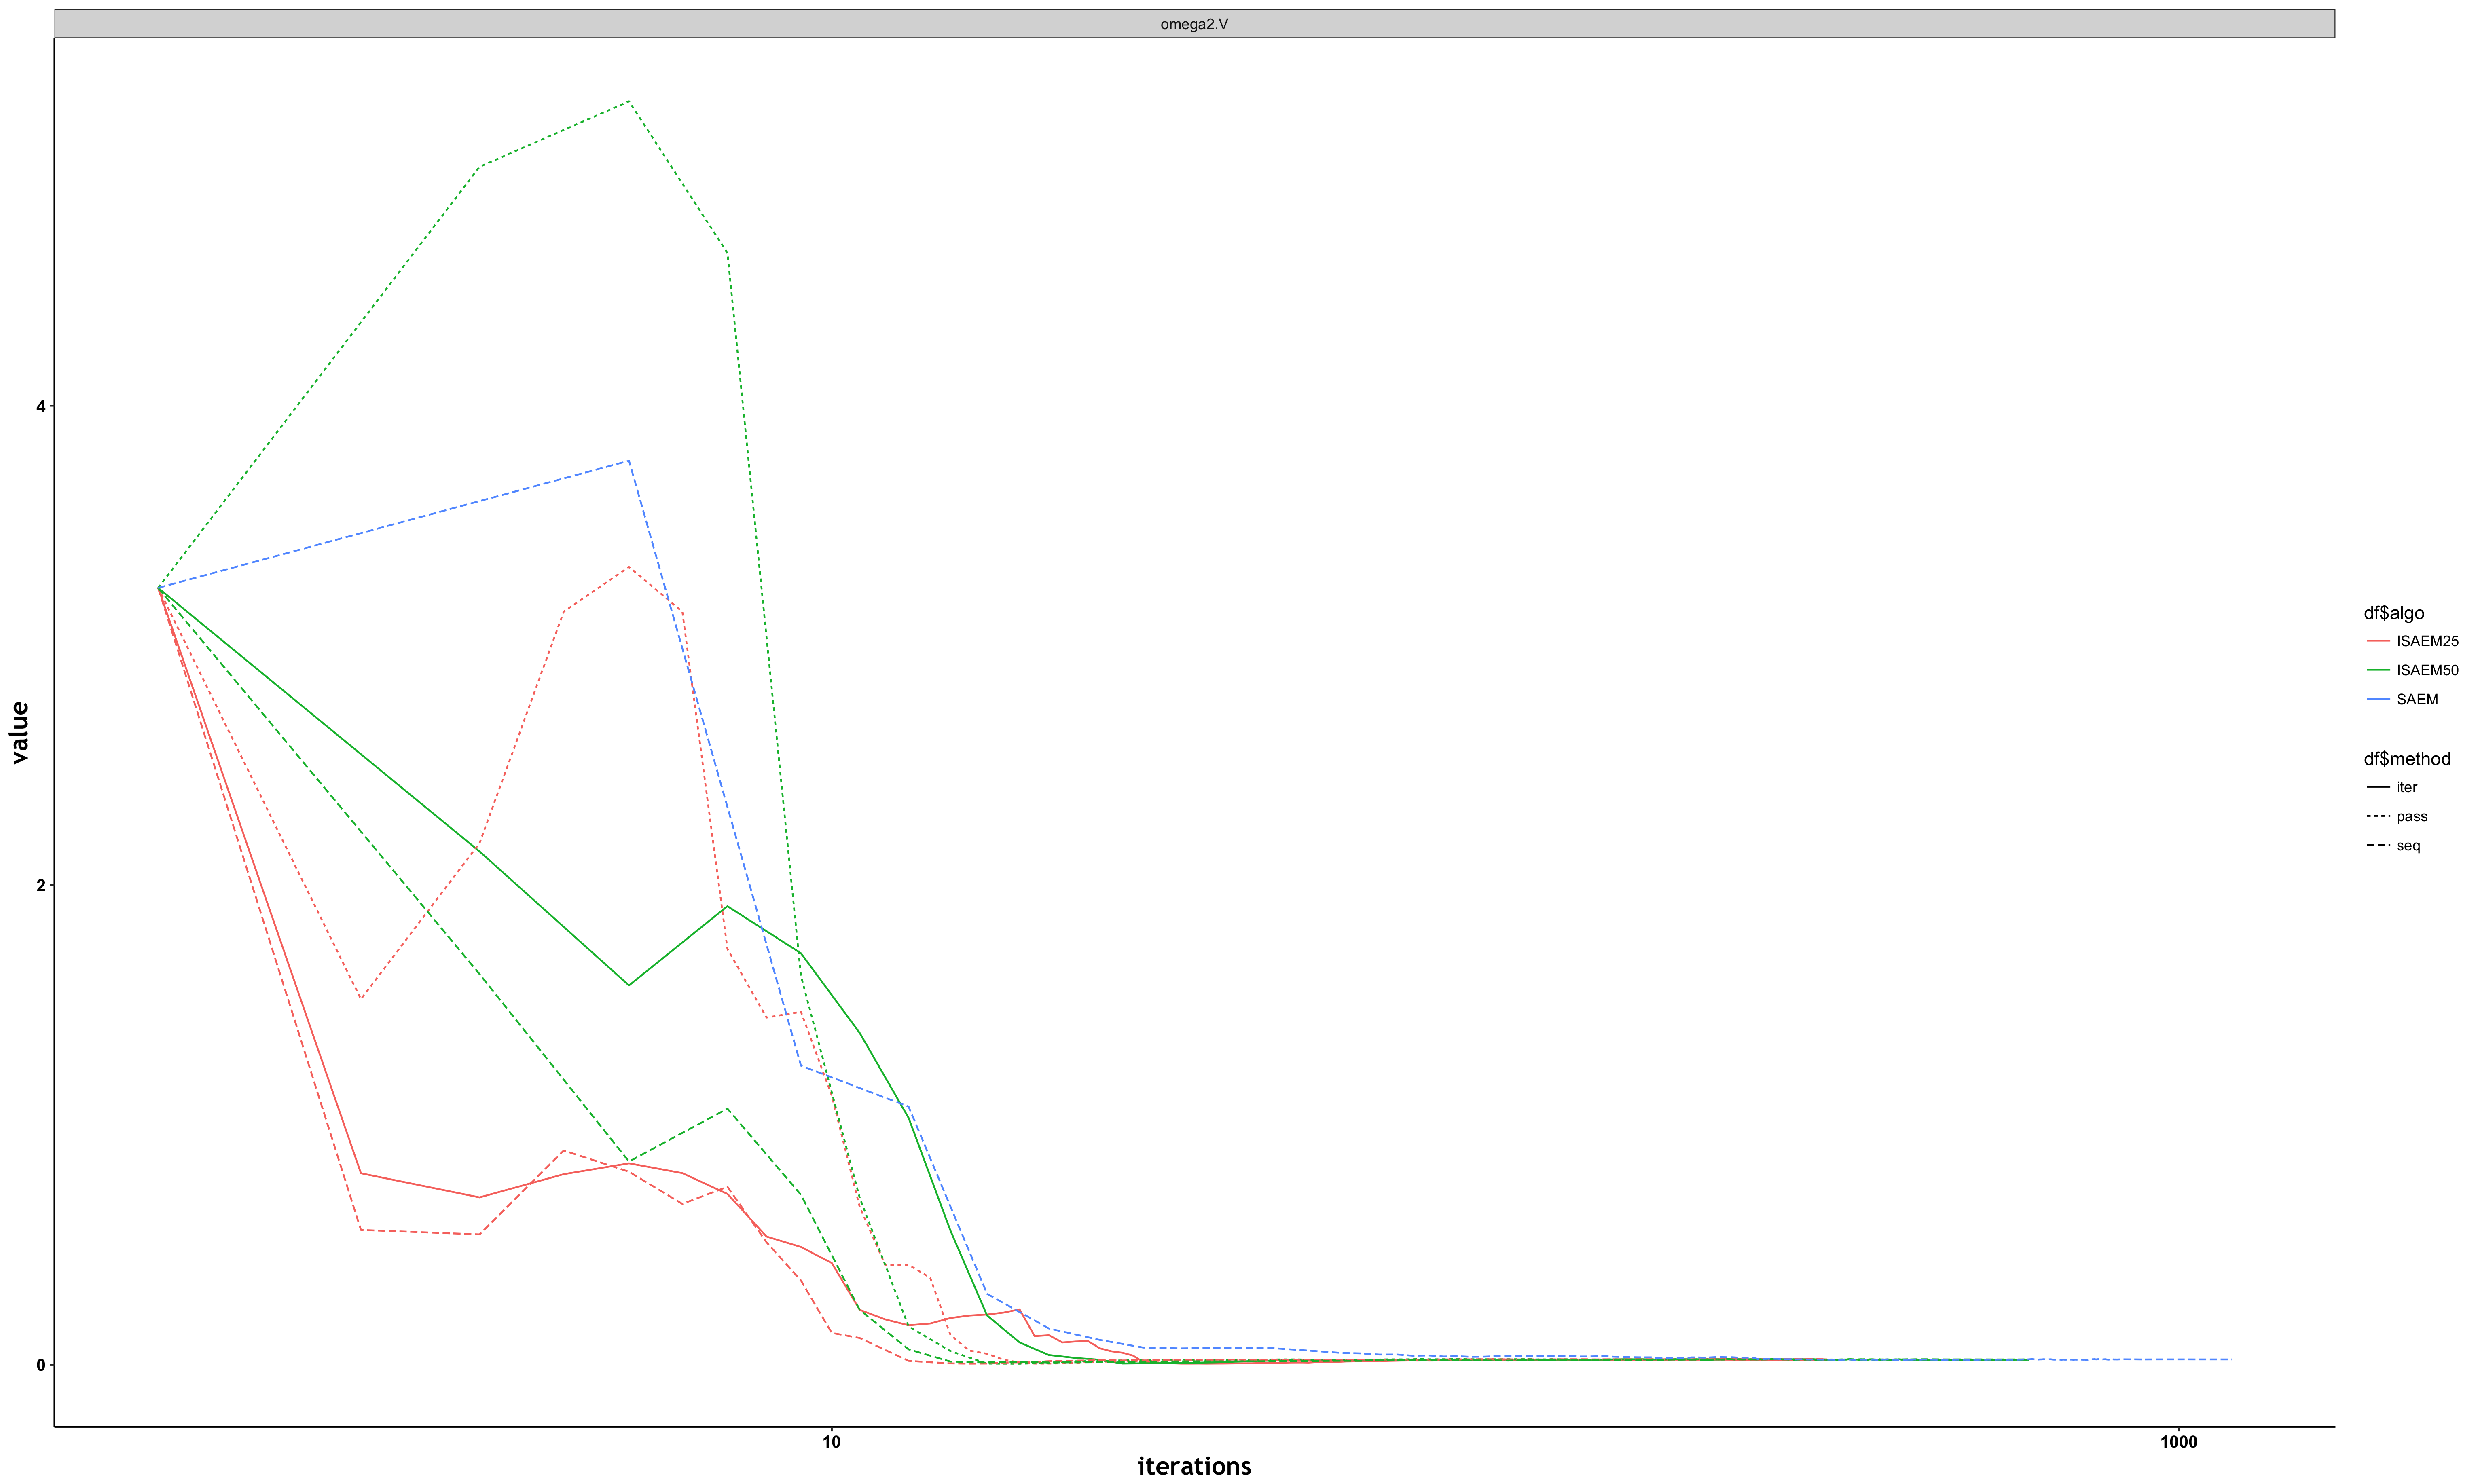 omega2.V
value
4
2
0
10
1000
iterations
df$algo
ISAEM25
ISAEM50
SAEM
df$method
iter
pass
seq